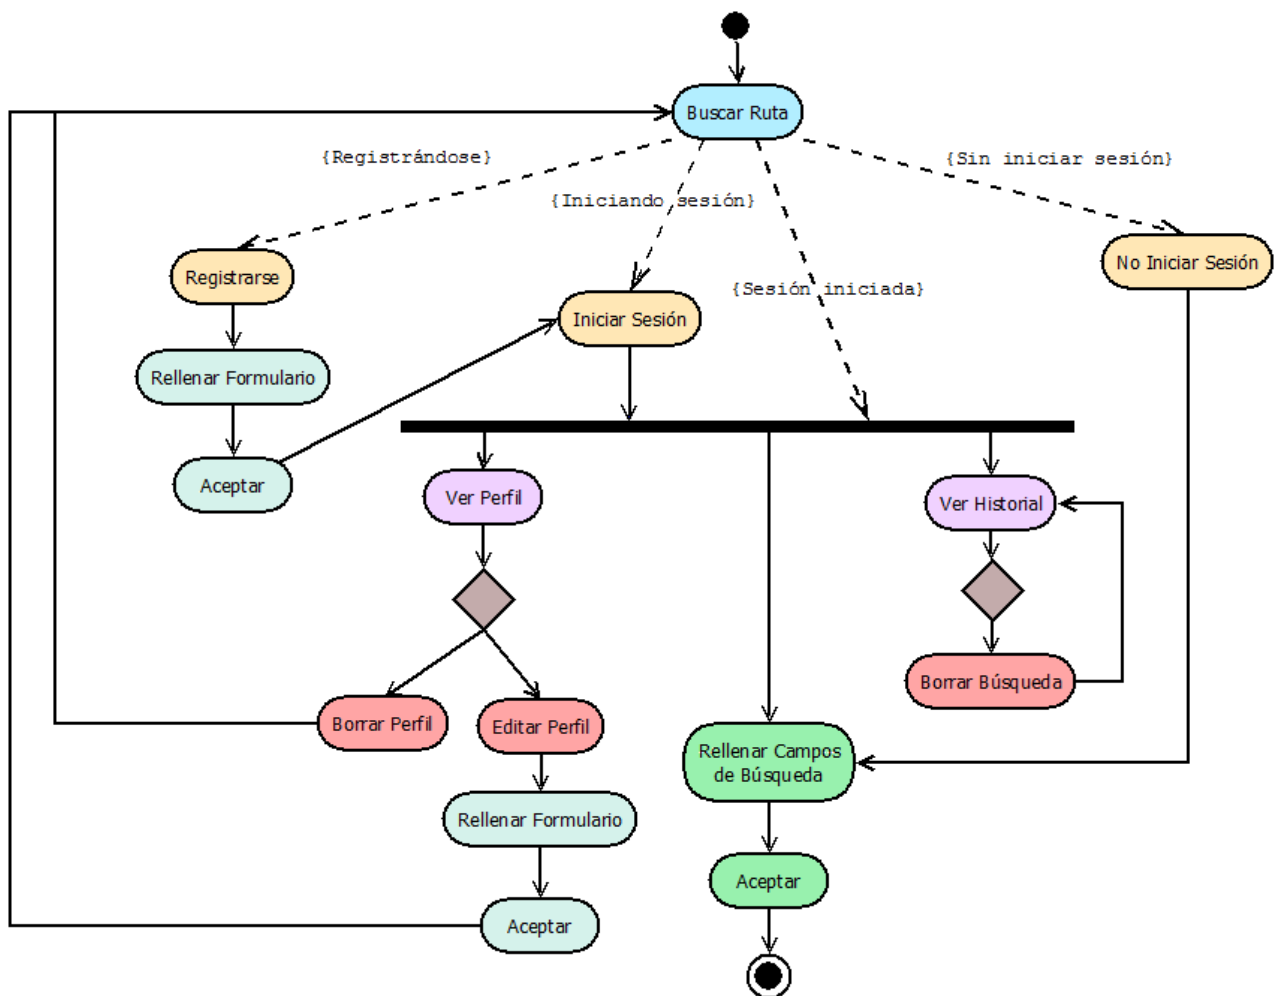 Buscar Ruta
{Registrándose}
{Sin iniciar sesión}
{Iniciando sesión}
Registrarse
No Iniciar Sesión
{Sesión iniciada}
Iniciar Sesión
Rellenar Formulario
Aceptar
Ver Perfil
Ver Historial
Borrar Búsqueda
Borrar Perfil
Editar Perfil
Rellenar Campos
de Búsqueda
Rellenar Formulario
Aceptar
Aceptar